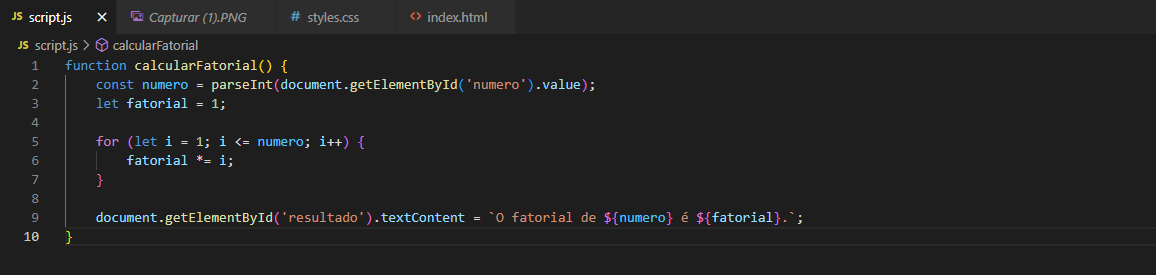 JS script.js × Capturar (1).PNG # styles.css <> index.html
JS script.js > calcularFatorial
1 function calcularFatorial() {
2     const numero = parseInt(document.getElementById('numero').value);
3     let fatorial = 1;
4
5     for (let i = 1; i <= numero; i++) {
6         fatorial *= i;
7     }
8
9     document.getElementById('resultado').textContent = `O fatorial de ${numero} é ${fatorial}.`;
10 }